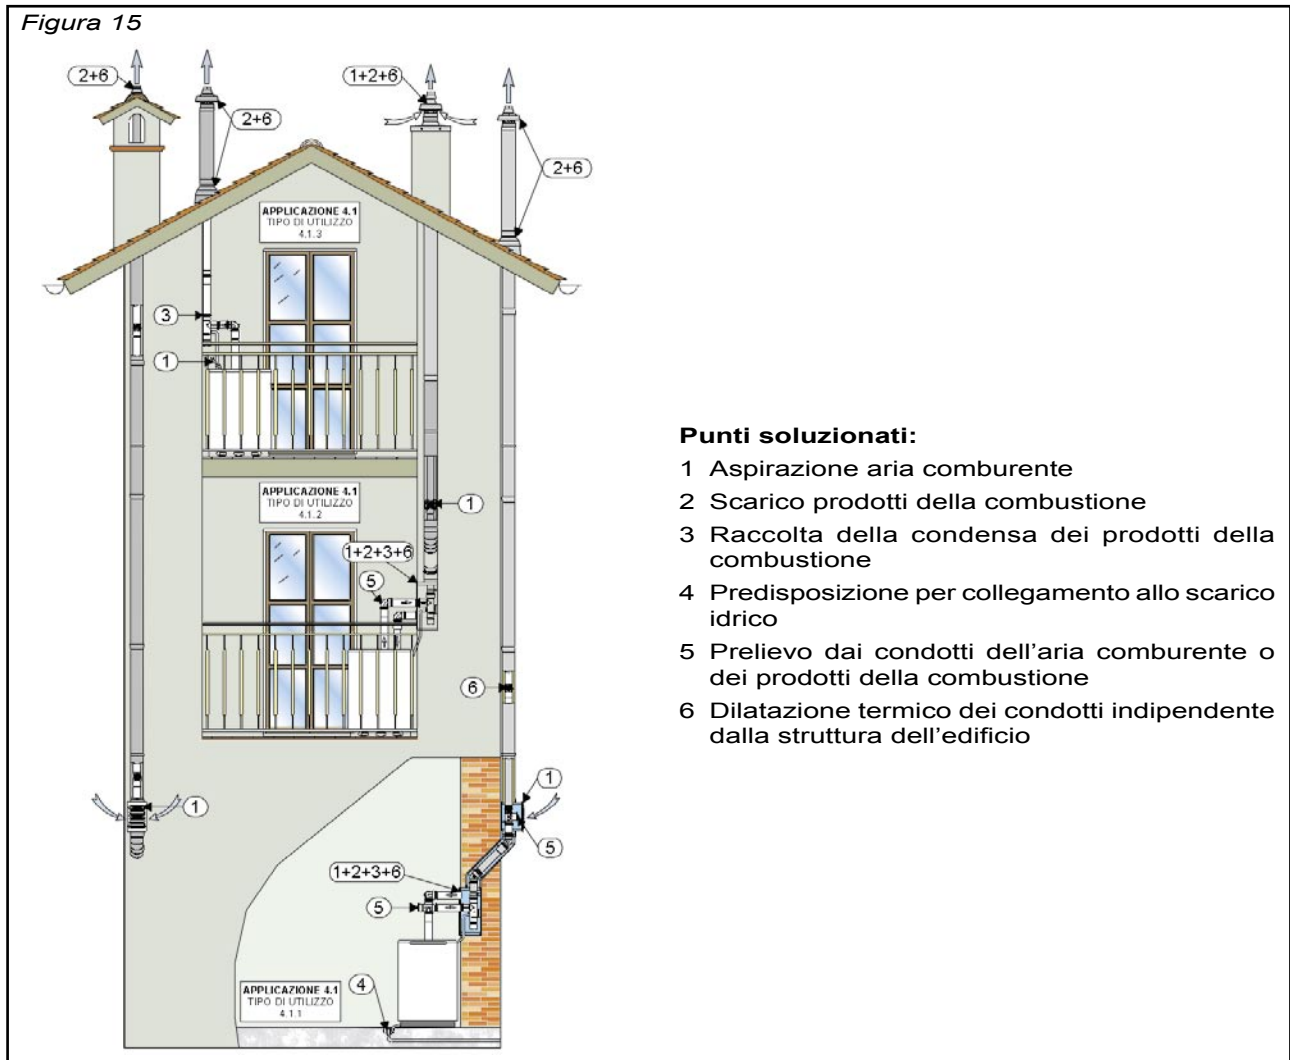 Figura 15
2+6
1+2+6
2+6
2+6
APPLICAZIONE 4.1
TIPO DI UTILIZZO
4.1.3
3
1
APPLICAZIONE 4.1
TIPO DI UTILIZZO
4.1.2
1
1+2+3+6
5
6
1
1
5
1+2+3+6
5
APPLICAZIONE 4.1
TIPO DI UTILIZZO
4.1.1
4
Punti soluzionati:
1 Aspirazione aria comburente
2 Scarico prodotti della combustione
3 Raccolta della condensa dei prodotti della
combustione
4 Predisposizione per collegamento allo scarico
idrico
5 Prelievo dai condotti dell'aria comburente o
dei prodotti della combustione
6 Dilatazione termico dei condotti indipendente
dalla struttura dell'edificio